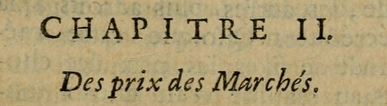 CHAPITRE II.
Des prix des Marchés.